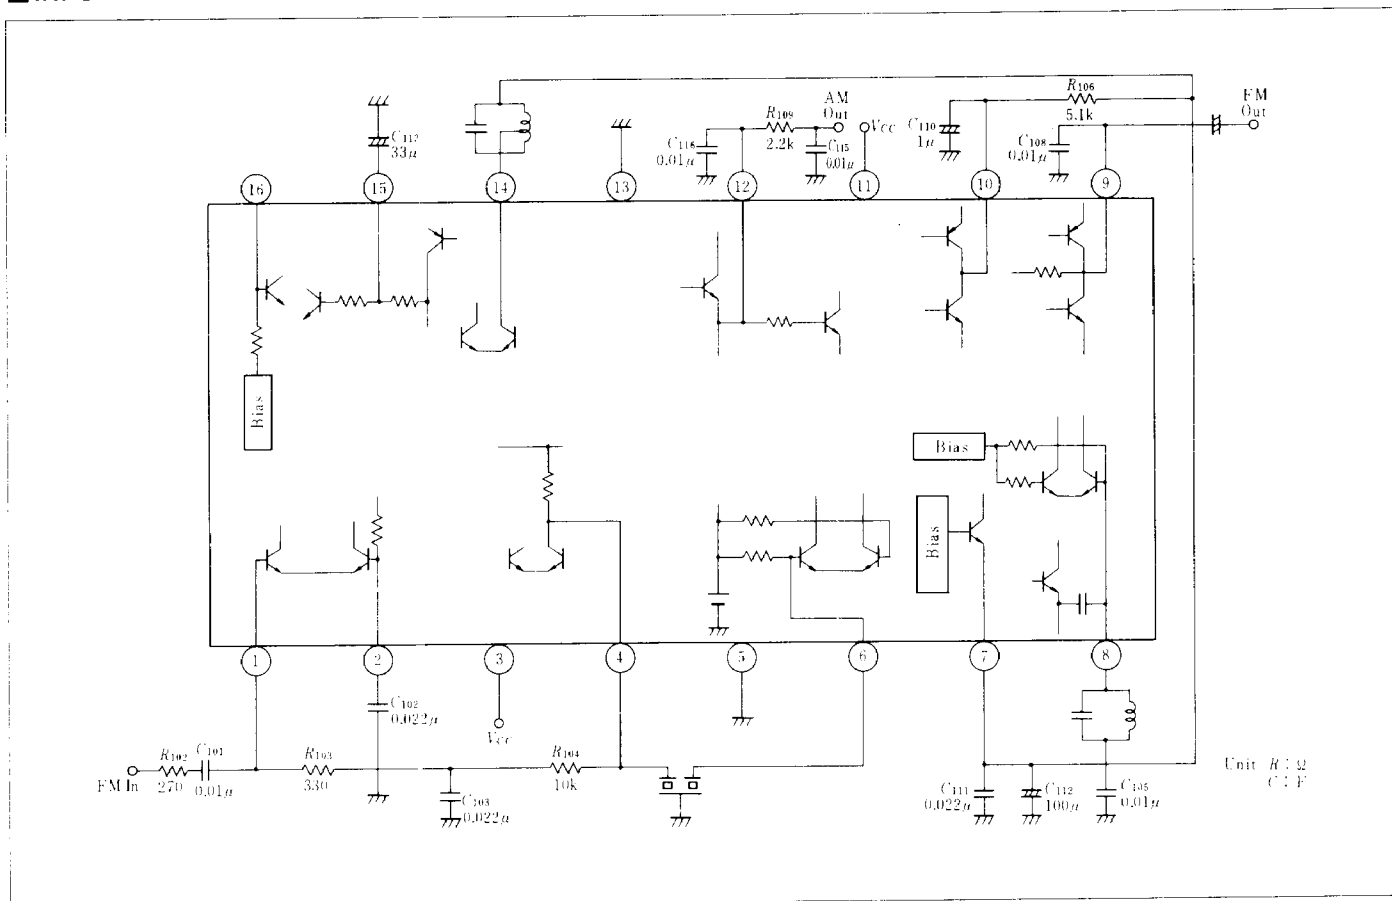 AM
Out
FM
Out
R106
5.1k
R109
2.2k
C117
33μ
C116
0.01μ
C115
0.01μ
Vcc
C110
1μ
C108
0.01μ
16
15
14
13
12
11
10
9
Bias
Bias
Bias
1
2
3
4
5
6
7
8
C102
0.022μ
Vcc
FM In
R102
270
C101
0.01μ
R103
330
C103
0.022μ
R104
10k
C111
0.022μ
C112
100μ
C105
0.01μ
Unit R : Ω
C : F